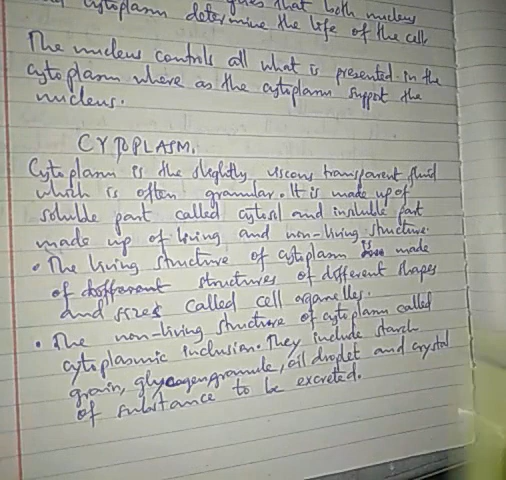 cytoplasm that both nucleus
cytoplasm determine the life of the cell
The nucleus controls all what is presented in the
cytoplasm where as the cytoplasm support the
nucleus.
CYTOPLASM.
Cytoplasm is the slightly viscous transparent fluid
which is often granular. It is made up of
soluble part called cytosol and insoluble part
made up of living and non-living structure.
• The living structure of cytoplasm is made
of different structures of different shapes
and sizes called cell organelles.
• The non-living structure of cytoplasm called
cytoplasmic inclusion. They include starch
grain, glycogen granule, oil droplet and crystal
of substance to be excreted.